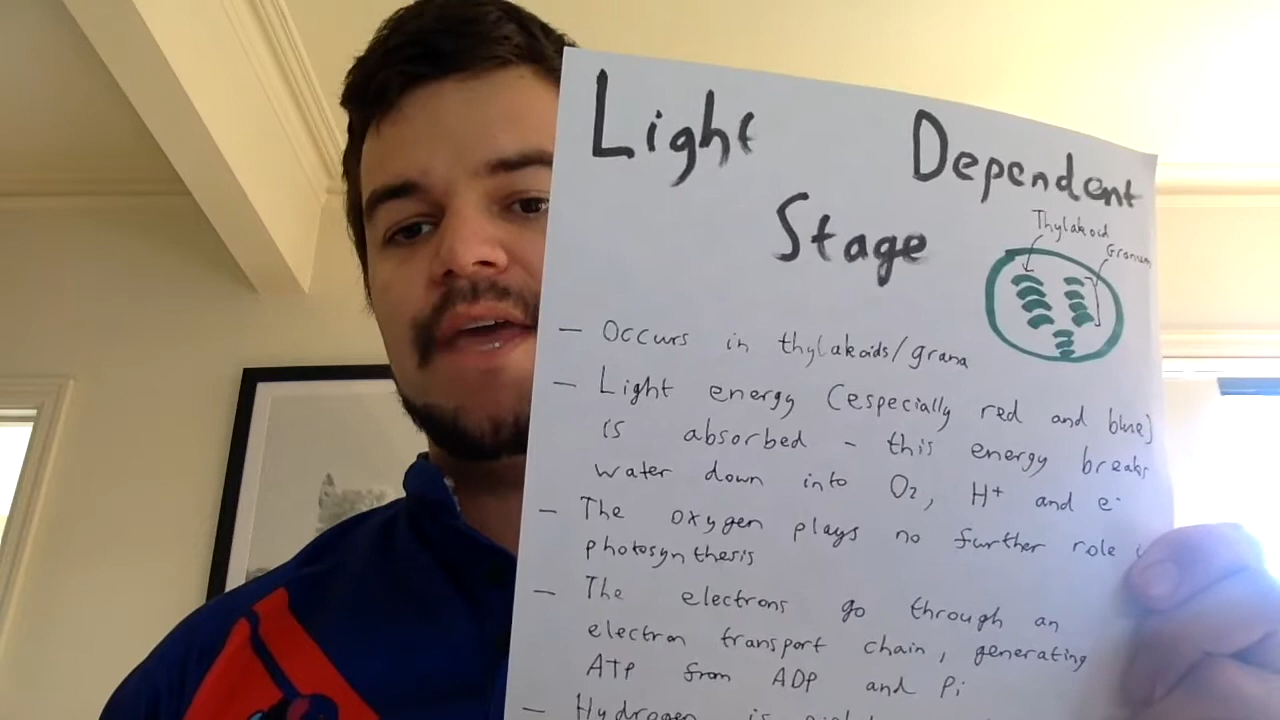 Light Dependent
Stage
Thylakoid
Granum
- Occurs in thylakoids/grana
- Light energy (especially red and blue)
is absorbed - this energy breaks
water down into O₂, H⁺ and e⁻
- The oxygen plays no further role
photosynthesis
- The electrons go through an
electron transport chain, generating
ATP from ADP and Pi
- Hydrogen is